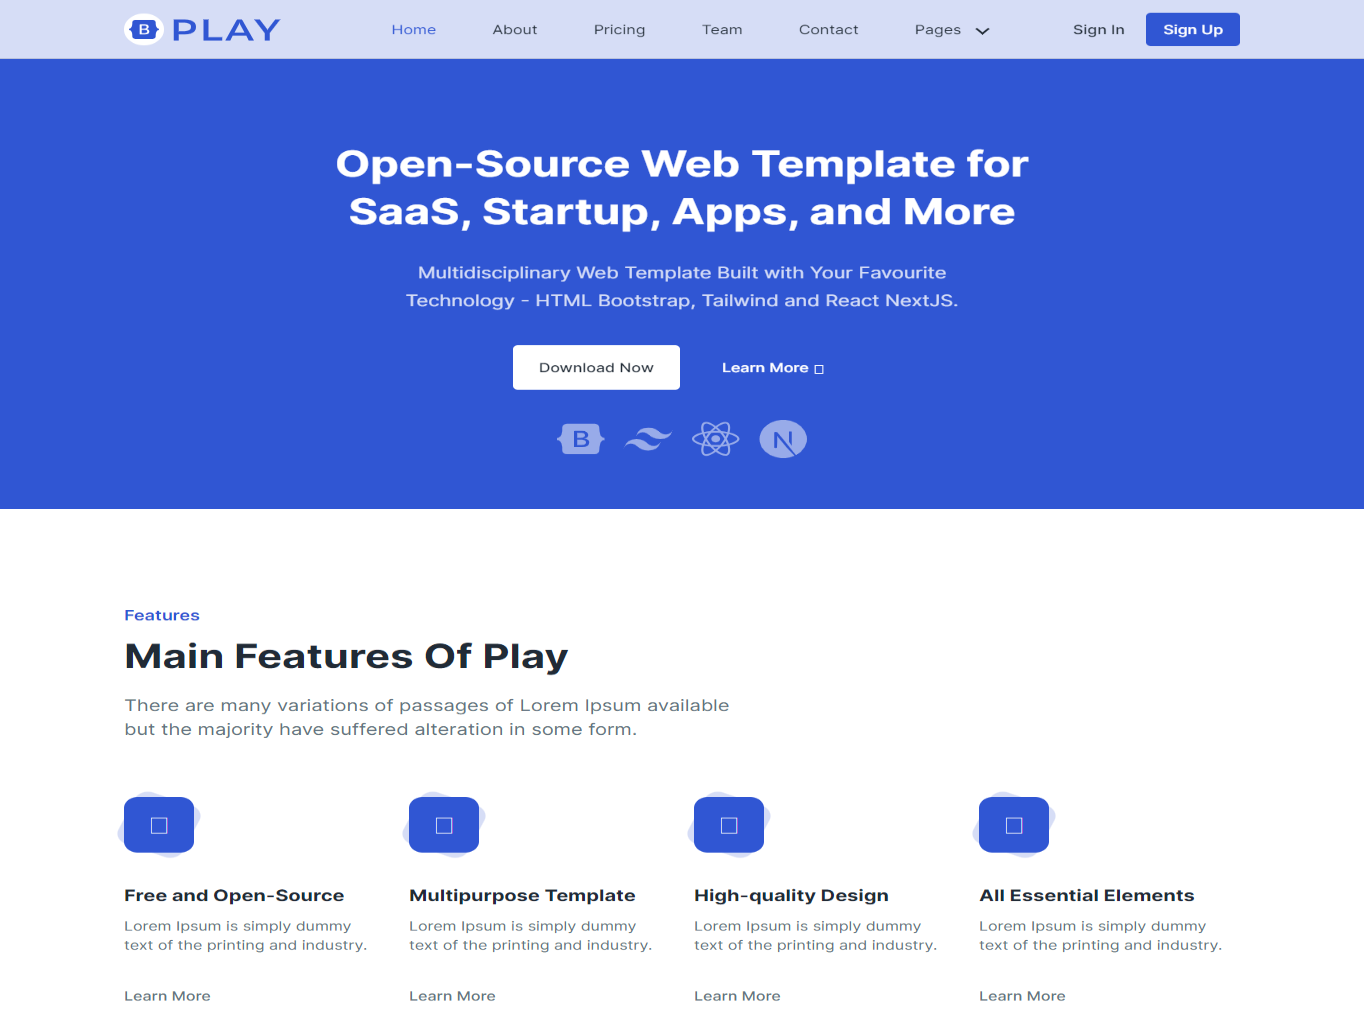 B PLAY
Home About Pricing Team Contact Pages Sign In Sign Up
Open-Source Web Template for
SaaS, Startup, Apps, and More
Multidisciplinary Web Template Built with Your Favourite
Technology - HTML Bootstrap, Tailwind and React NextJS.
Download Now Learn More
B N
Features
Main Features Of Play
There are many variations of passages of Lorem Ipsum available
but the majority have suffered alteration in some form.
Free and Open-Source
Lorem Ipsum is simply dummy
text of the printing and industry.
Learn More
Multipurpose Template
Lorem Ipsum is simply dummy
text of the printing and industry.
Learn More
High-quality Design
Lorem Ipsum is simply dummy
text of the printing and industry.
Learn More
All Essential Elements
Lorem Ipsum is simply dummy
text of the printing and industry.
Learn More